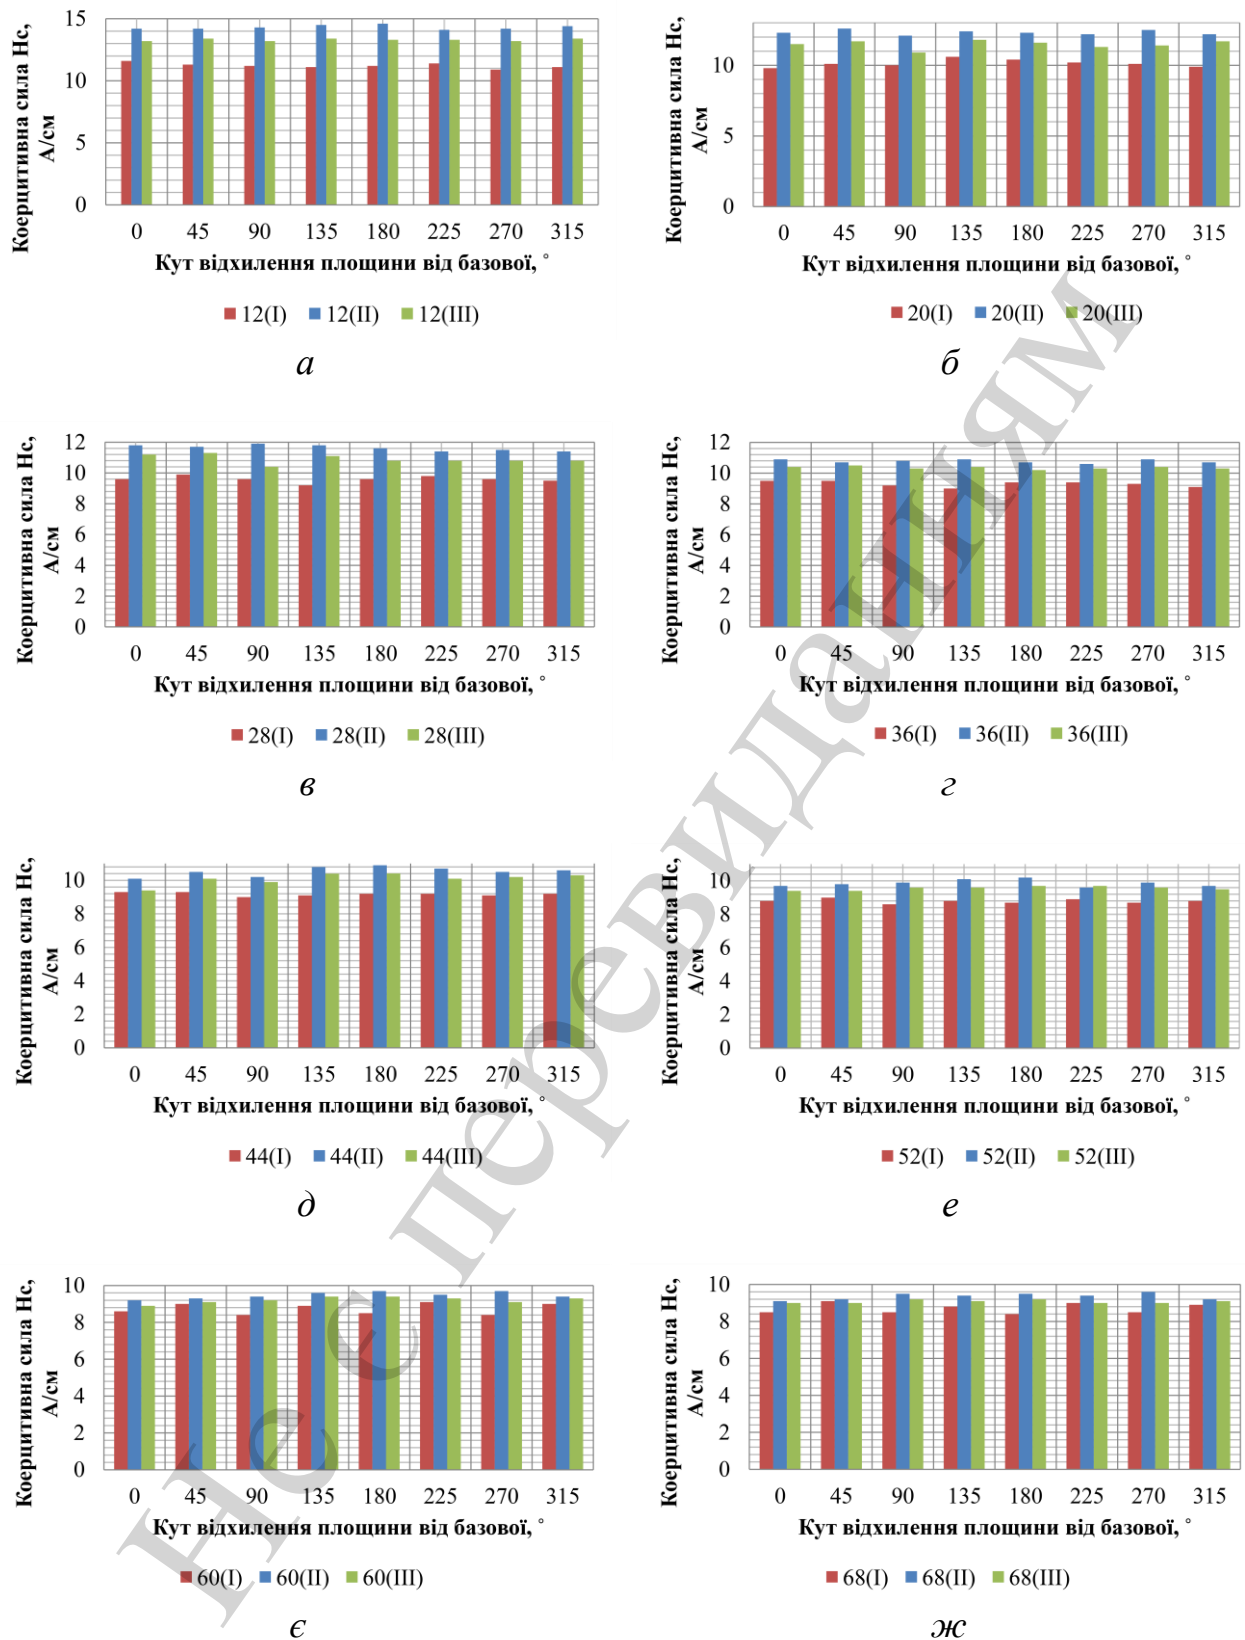 Коерцитивна сила Нс,
А/см
15
10
5
0
0 45 90 135 180 225 270 315
Кут відхилення площини від базової, °
12(I) 12(II) 12(III)
а
Коерцитивна сила Нс,
А/см
10
5
0
0 45 90 135 180 225 270 315
Кут відхилення площини від базової, °
20(I) 20(II) 20(III)
б
Коерцитивна сила Нс,
А/см
12
10
8
6
4
2
0
0 45 90 135 180 225 270 315
Кут відхилення площини від базової, °
28(I) 28(II) 28(III)
в
Коерцитивна сила Нс,
А/см
12
10
8
6
4
2
0
0 45 90 135 180 225 270 315
Кут відхилення площини від базової, °
36(I) 36(II) 36(III)
г
Коерцитивна сила Нс,
А/см
10
8
6
4
2
0
0 45 90 135 180 225 270 315
Кут відхилення площини від базової, °
44(I) 44(II) 44(III)
д
Коерцитивна сила Нс,
А/см
10
8
6
4
2
0
0 45 90 135 180 225 270 315
Кут відхилення площини від базової, °
52(I) 52(II) 52(III)
е
Коерцитивна сила Нс,
А/см
10
8
6
4
2
0
0 45 90 135 180 225 270 315
Кут відхилення площини від базової, °
60(I) 60(II) 60(III)
є
Коерцитивна сила Нс,
А/см
10
8
6
4
2
0
0 45 90 135 180 225 270 315
Кут відхилення площини від базової, °
68(I) 68(II) 68(III)
ж
Не є перевиданням